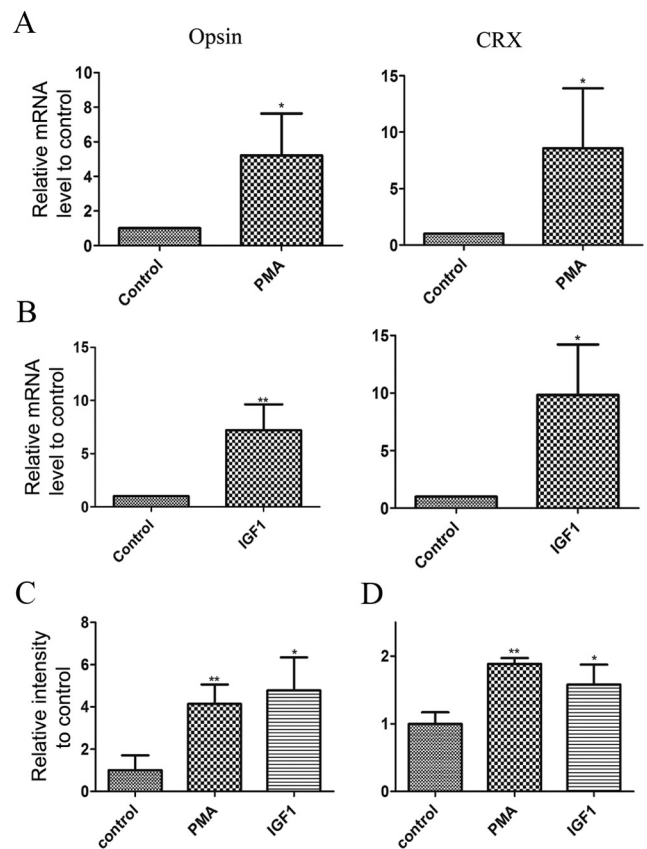 A
Opsin
CRX
Relative mRNA
level to control
10
8
6
4
2
0
*
Control
PMA
15
10
5
0
*
Control
PMA
B
Relative mRNA
level to control
15
10
5
0
**
Control
IGF1
15
10
5
0
*
Control
IGF1
C
Relative intensity
to control
8
6
4
2
0
**
*
control
PMA
IGF1
D
2
1
0
**
*
control
PMA
IGF1